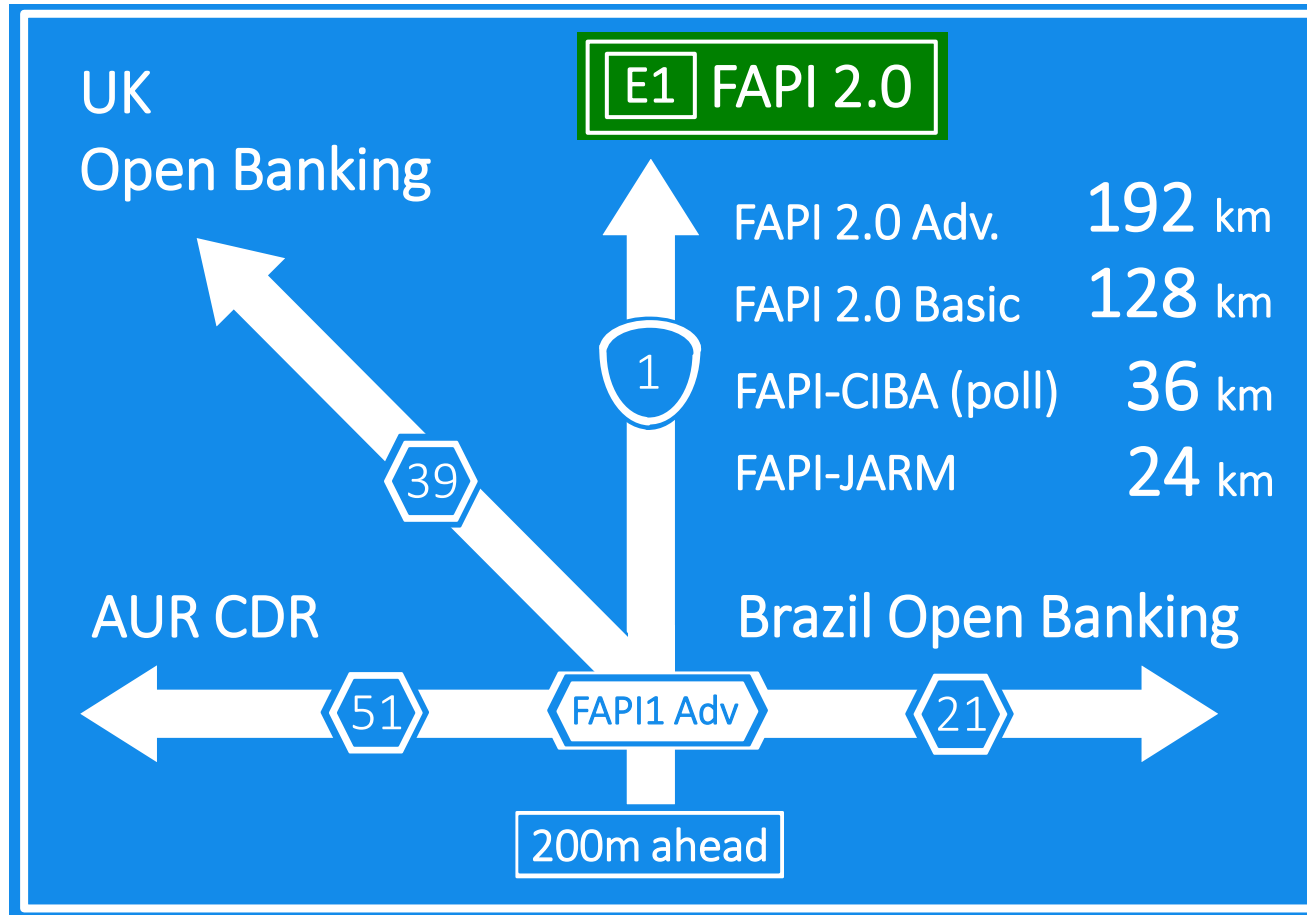 UK
Open Banking
E1 FAPI 2.0
FAPI 2.0 Adv. 192 km
FAPI 2.0 Basic 128 km
1
FAPI-CIBA (poll) 36 km
FAPI-JARM 24 km
39
AUR CDR
Brazil Open Banking
51
FAPI1 Adv
21
200m ahead